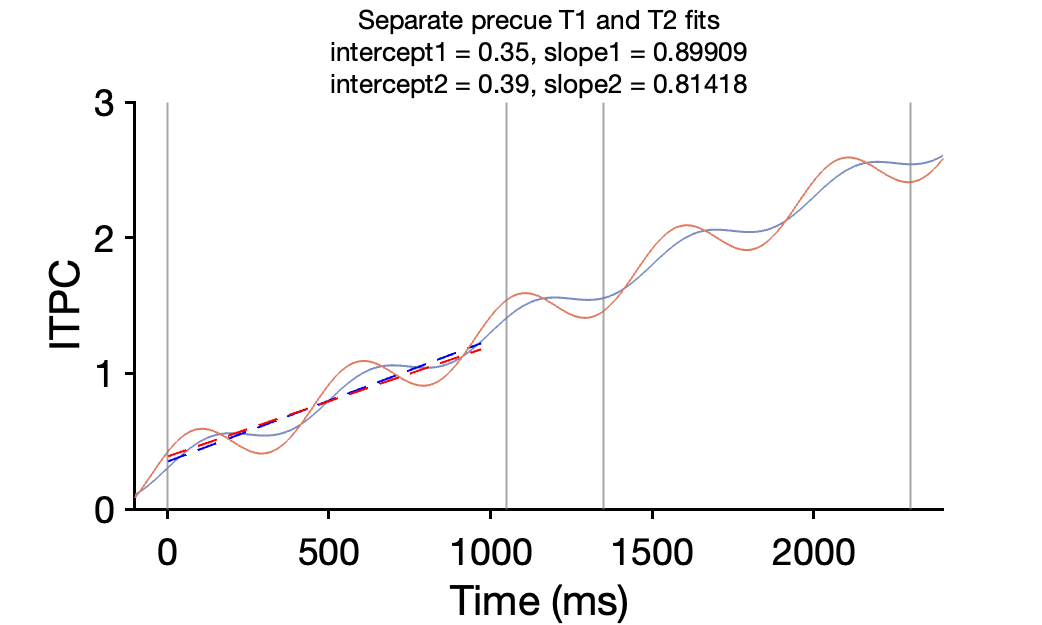 Separate precue T1 and T2 fits
intercept1 = 0.35, slope1 = 0.89909
intercept2 = 0.39, slope2 = 0.81418
3
2
1
0
ITPC
0 500 1000 1500 2000
Time (ms)